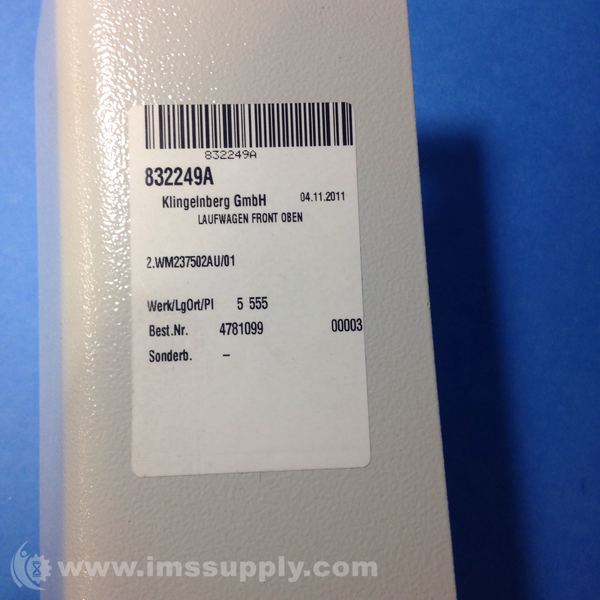 832249A
832249A
Klingelnberg GmbH 04.11.2011
LAUFWAGEN FRONT OBEN
2.WM237502AU/01
Werk/LgOrt/Pl 5 555
Best.Nr. 4781099 00003
Sonderb. –
www.imssupply.com